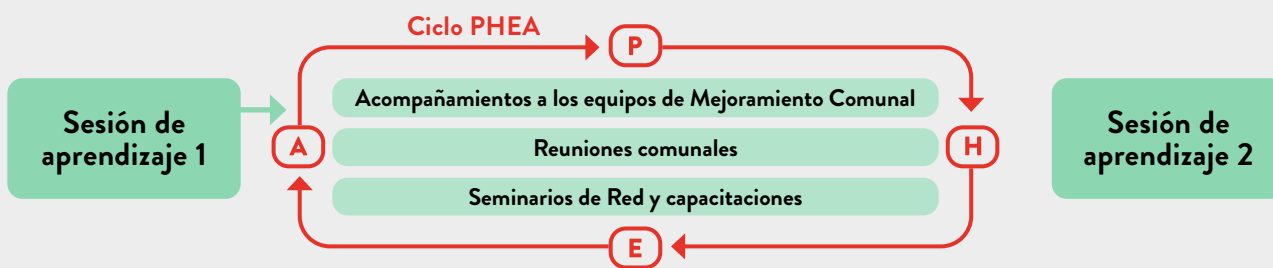 Ciclo PHEA
P
Sesión de
aprendizaje 1
A
Acompañamientos a los equipos de Mejoramiento Comunal
Reuniones comunales
Seminarios de Red y capacitaciones
H
E
Sesión de
aprendizaje 2